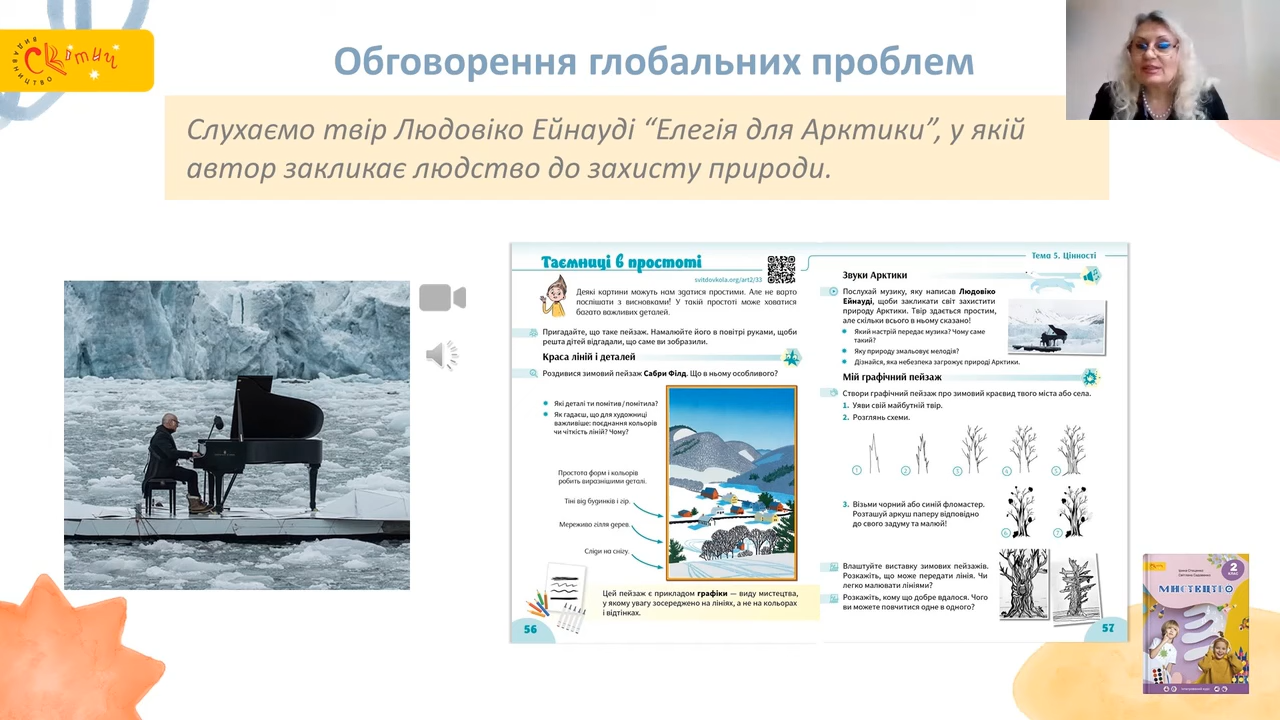 Видавництво
Світич
Обговорення глобальних проблем
Слухаємо твір Людовіко Ейнауді “Елегія для Арктики”, у якій
автор закликає людство до захисту природи.
Таємниці в простоті
svitdovkola.org/art2/33
Деякі картини можуть нам здатися простими. Але не варто
поспішати з висновками! У такій простоті може ховатися
багато важливих деталей.
Пригадайте, що таке пейзаж. Намалюйте його в повітрі руками, щоби
решта дітей відгадали, що саме ви зобразили.
Краса ліній і деталей
Роздивися зимовий пейзаж Сабри Філд. Що в ньому особливого?
Які деталі ти помітив/помітила?
Як гадаєш, що для художниці
важливіше: поєднання кольорів
чи чіткість ліній? Чому?
Простота форм і кольорів
робить виразнішими деталі.
Тіні від будинків і гір.
Мереживо гілля дерев.
Сліди на снігу.
Цей пейзаж є прикладом графіки — виду мистецтва,
у якому увагу зосереджено на лініях, а не на кольорах
і відтінках.
56
Тема 5. Цінності
Звуки Арктики
Послухай музику, яку написав Людовіко
Ейнауді, щоби закликати світ захистити
природу Арктики. Твір здається простим,
але скільки всього в ньому сказано!
Який настрій передає музика? Чому саме
такий?
Яку природу змальовує мелодія?
Дізнайся, яка небезпека загрожує природі Арктики.
Мій графічний пейзаж
Створи графічний пейзаж про зимовий краєвид твого міста або села.
1. Уяви свій майбутній твір.
2. Розглянь схеми.
1 2 3 4 5
3. Візьми чорний або синій фломастер.
Розташуй аркуш паперу відповідно
до свого задуму та малюй!
6 7
Влаштуйте виставку зимових пейзажів.
Розкажіть, що може передати лінія. Чи
легко малювати лініями?
Розкажіть, кому що добре вдалося. Чого
ви можете повчитися одне в одного?
57
2
клас
МИСТЕЦТВО